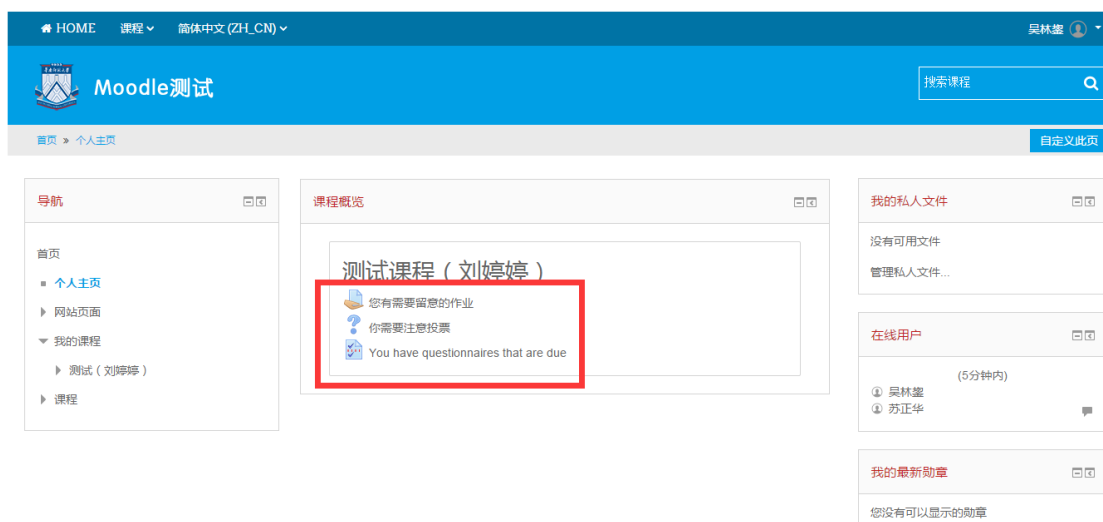 HOME 课程 简体中文 (ZH_CN) 吴林鋆
Moodle测试
搜索课程
首页 » 个人主页
自定义此页
导航
首页
个人主页
网站页面
我的课程
测试（刘婷婷）
课程
课程概览
测试课程（刘婷婷）
您有需要留意的作业
你需要注意投票
You have questionnaires that are due
我的私人文件
没有可用文件
管理私人文件...
在线用户
(5分钟内)
吴林鋆
苏正华
我的最新勋章
您没有可以显示的勋章